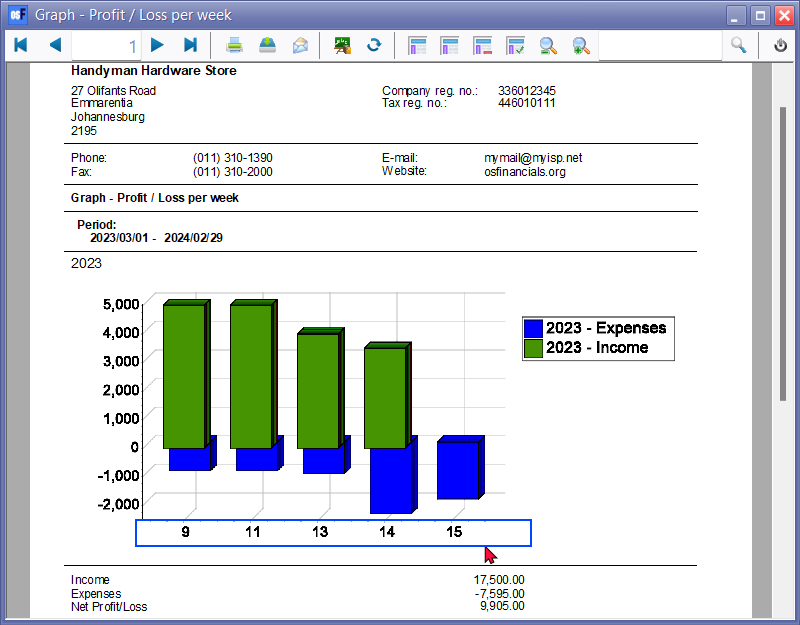 osF Graph - Profit / Loss per week
1
Handyman Hardware Store
27 Olifants Road Company reg. no.: 336012345
Emmarentia Tax reg. no.: 446010111
Johannesburg
2195
Phone: (011) 310-1390 E-mail: mymail@myisp.net
Fax: (011) 310-2000 Website: osfinancials.org
Graph - Profit / Loss per week
Period:
2023/03/01 - 2024/02/29
2023
5,000
4,000
3,000
2,000
1,000
0
-1,000
-2,000
9 11 13 14 15
2023 - Expenses
2023 - Income
Income 17,500.00
Expenses -7,595.00
Net Profit/Loss 9,905.00